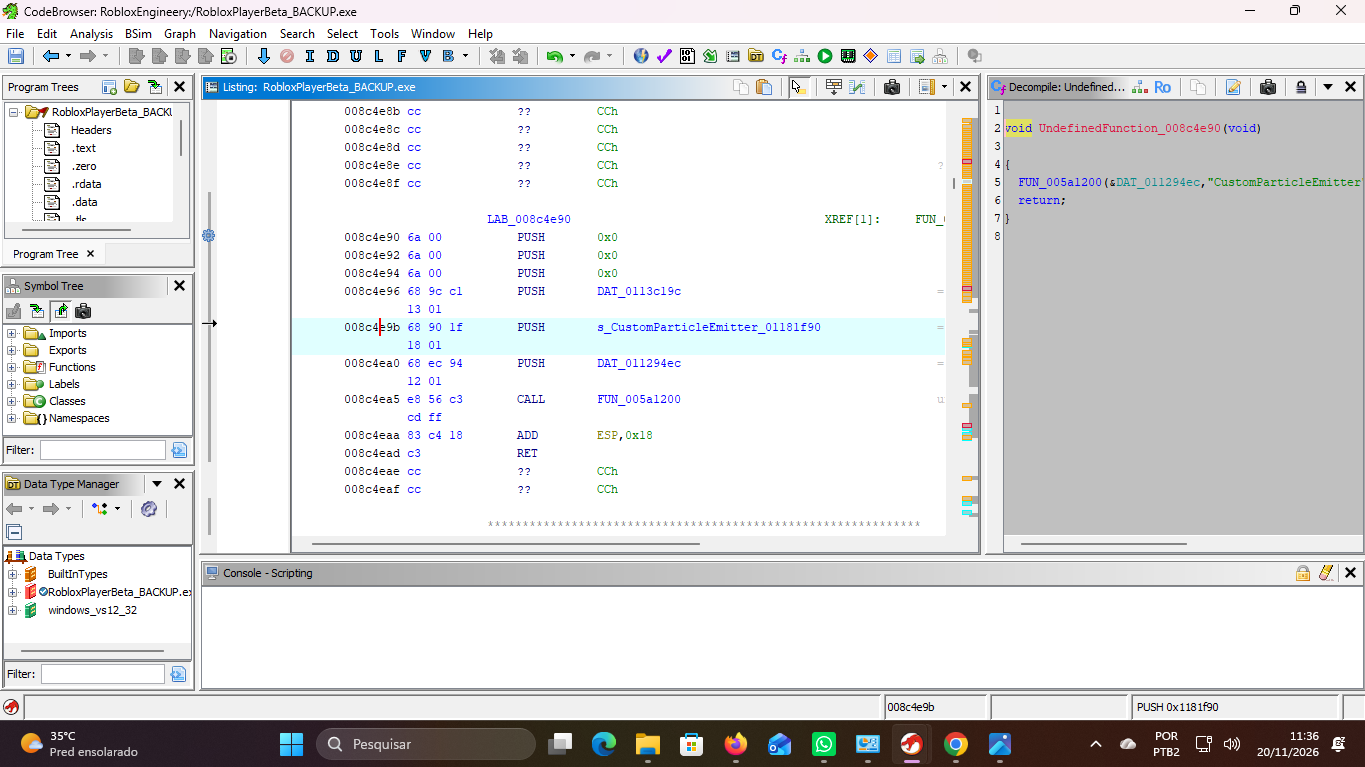 CodeBrowser: RobloxEngineery:/RobloxPlayerBeta_BACKUP.exe
File Edit Analysis BSim Graph Navigation Search Select Tools Window Help
I D U L F V B
Program Trees
RobloxPlayerBeta_BACKU
Headers
.text
.zero
.rdata
.data
.tls
Program Tree
Symbol Tree
Imports
Exports
Functions
Labels
Classes
Namespaces
Filter:
Data Type Manager
Data Types
BuiltInTypes
RobloxPlayerBeta_BACKUP.ex
windows_vs12_32
Filter:
Listing: RobloxPlayerBeta_BACKUP.exe
008c4e8b cc ?? CCh
008c4e8c cc ?? CCh
008c4e8d cc ?? CCh
008c4e8e cc ?? CCh ?
008c4e8f cc ?? CCh
LAB_008c4e90 XREF[1]: FUN_
008c4e90 6a 00 PUSH 0x0
008c4e92 6a 00 PUSH 0x0
008c4e94 6a 00 PUSH 0x0
008c4e96 68 9c c1 PUSH DAT_0113c19c =
13 01
008c4e9b 68 90 1f PUSH s_CustomParticleEmitter_01181f90 =
18 01
008c4ea0 68 ec 94 PUSH DAT_011294ec =
12 01
008c4ea5 e8 56 c3 CALL FUN_005a1200 u
cd ff
008c4eaa 83 c4 18 ADD ESP,0x18
008c4ead c3 RET
008c4eae cc ?? CCh
008c4eaf cc ?? CCh
**************************************************************
Decompile: Undefined...
Ro
1
2 void UndefinedFunction_008c4e90(void)
3
4 {
5 FUN_005a1200(&DAT_011294ec,"CustomParticleEmitter"
6 return;
7 }
8
Console - Scripting
008c4e9b
PUSH 0x1181f90
35°C
Pred ensolarado
Pesquisar
POR
PTB2
11:36
20/11/2026